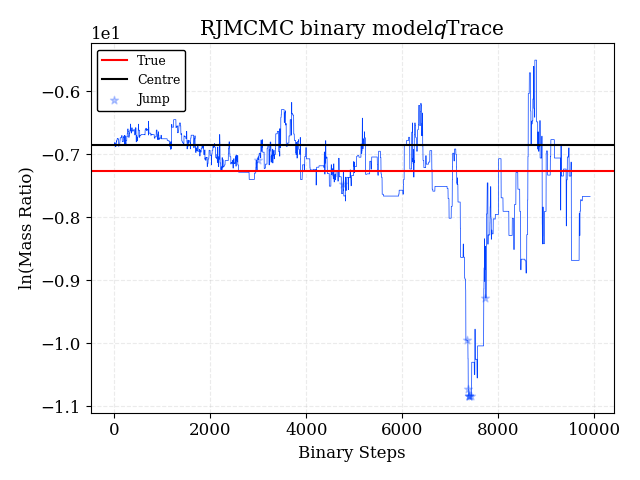 RJMCMC binary modelqTrace
1e1
True
Centre
Jump
−0.6
−0.7
−0.8
−0.9
−1.0
−1.1
ln(Mass Ratio)
0 2000 4000 6000 8000 10000
Binary Steps